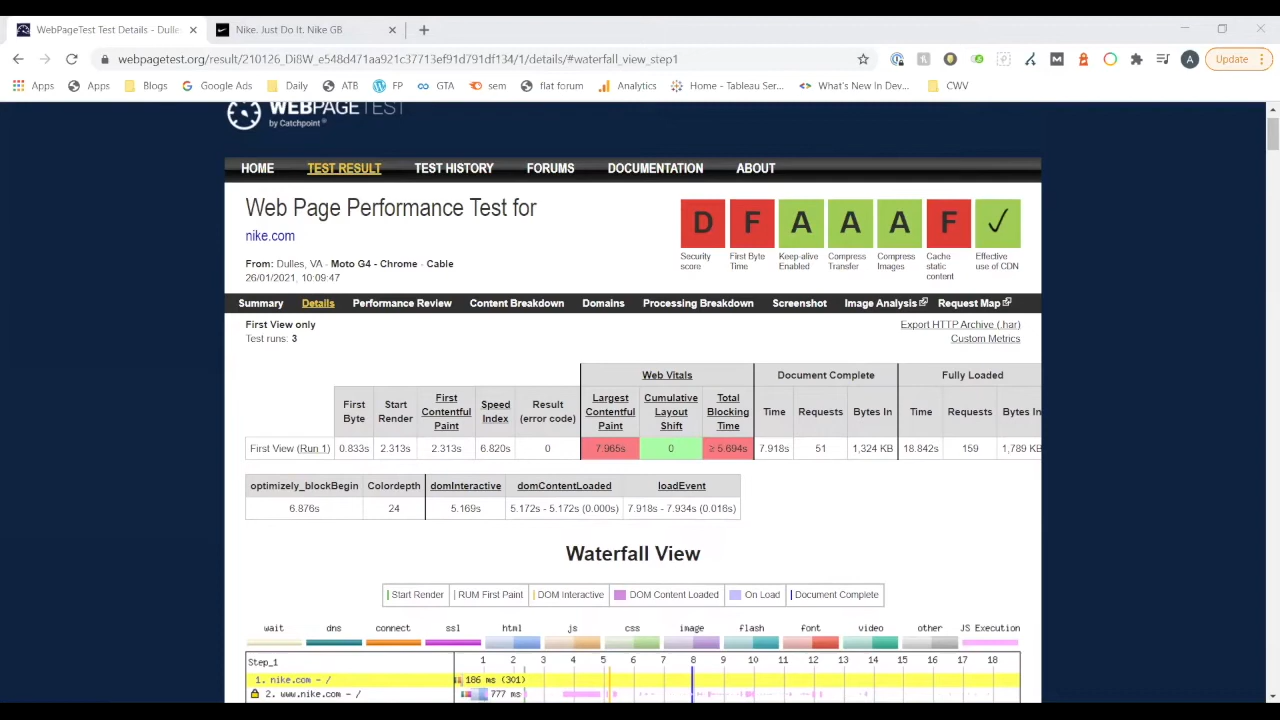 WebPageTest Test Details - Dulle
Nike. Just Do It. Nike GB
webpagetest.org/result/210126_Di8W_e548d471aa821c37713ef91d701df134/1/details/#waterfall_view_step1
A
Update
Apps Apps Blogs Google Ads Daily ATB FP GTA sem flat forum Analytics Home - Tableau Ser... What's New In Dev... CWV
WEBPAGETEST
by Catchpoint
HOME TEST RESULT TEST HISTORY FORUMS DOCUMENTATION ABOUT
Web Page Performance Test for
nike.com
From: Dulles, VA - Moto G4 - Chrome - Cable
26/01/2021, 10:09:47
D F A A A F ✓
Security score
First Byte Time
Keep-alive Enabled
Compress Transfer
Compress Images
Cache static content
Effective use of CDN
Summary Details Performance Review Content Breakdown Domains Processing Breakdown Screenshot Image Analysis Request Map
First View only
Test runs: 3
Export HTTP Archive (.har)
Custom Metrics
Web Vitals Document Complete Fully Loaded
First Byte Start Render First Contentful Paint Speed Index Result (error code) Largest Contentful Paint Cumulative Layout Shift Total Blocking Time Time Requests Bytes In Time Requests Bytes In
First View (Run 1) 0.833s 2.313s 2.313s 6.820s 0 7.965s 0 ≥ 5.694s 7.918s 51 1,324 KB 18.842s 159 1,789 KB
optimizely_blockBegin Colordepth domInteractive domContentLoaded loadEvent
6.876s 24 5.169s 5.172s - 5.172s (0.000s) 7.918s - 7.934s (0.016s)
Waterfall View
Start Render RUM First Paint DOM Interactive DOM Content Loaded On Load Document Complete
wait dns connect ssl html js css image flash font video other JS Execution
Step_1 1 2 3 4 5 6 7 8 9 10 11 12 13 14 15 16 17 18
1. nike.com - / 186 ms (301)
2. www.nike.com - / 777 ms